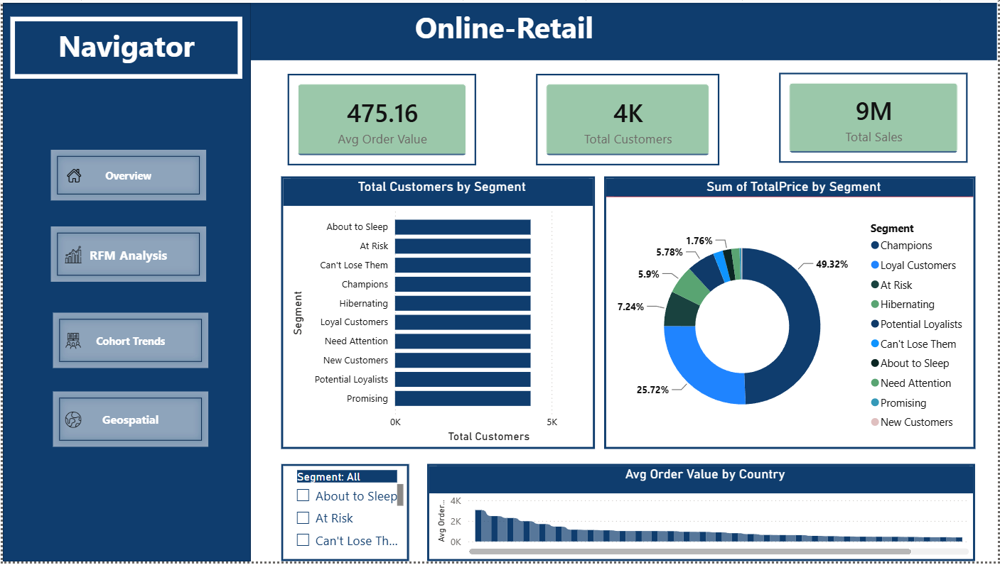 Navigator
Online-Retail
Overview
RFM Analysis
Cohort Trends
Geospatial
475.16
Avg Order Value
4K
Total Customers
9M
Total Sales
Total Customers by Segment
Segment
About to Sleep
At Risk
Can't Lose Them
Champions
Hibernating
Loyal Customers
Need Attention
New Customers
Potential Loyalists
Promising
0K 5K
Total Customers
Sum of TotalPrice by Segment
1.76%
5.78%
5.9%
7.24%
25.72%
49.32%
Segment
Champions
Loyal Customers
At Risk
Hibernating
Potential Loyalists
Can't Lose Them
About to Sleep
Need Attention
Promising
New Customers
Segment: All
About to Sleep
At Risk
Can't Lose Th...
Avg Order Value by Country
Avg Order...
4K
2K
0K